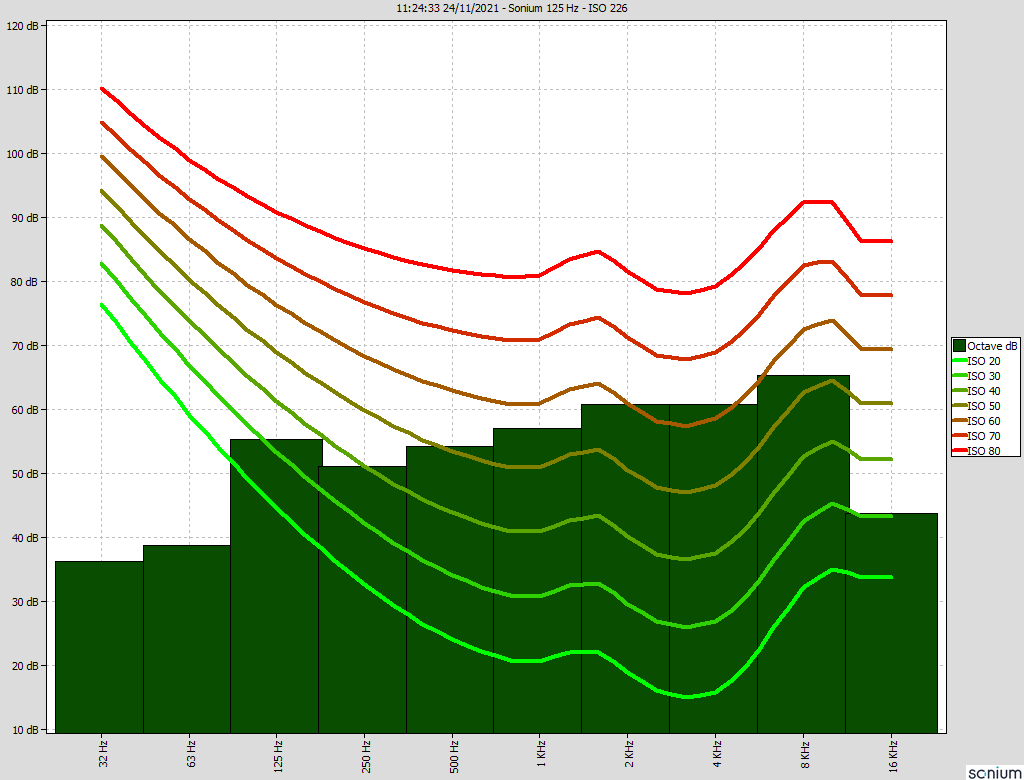 11:24:33 24/11/2021 - Sonium 125 Hz - ISO 226
120 dB
110 dB
100 dB
90 dB
80 dB
70 dB
60 dB
50 dB
40 dB
30 dB
20 dB
10 dB
Octave dB
ISO 20
ISO 30
ISO 40
ISO 50
ISO 60
ISO 70
ISO 80
32 Hz
63 Hz
125 Hz
250 Hz
500 Hz
1 KHz
2 KHz
4 KHz
8 KHz
16 KHz
sonium